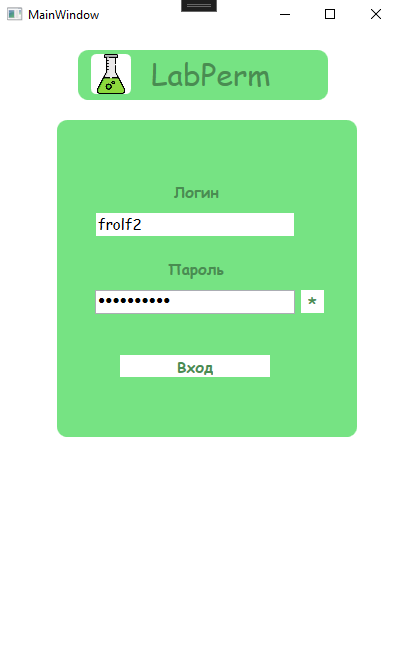 MainWindow
LabPerm
Логин
frolf2
Пароль
•••••••••• *
Вход